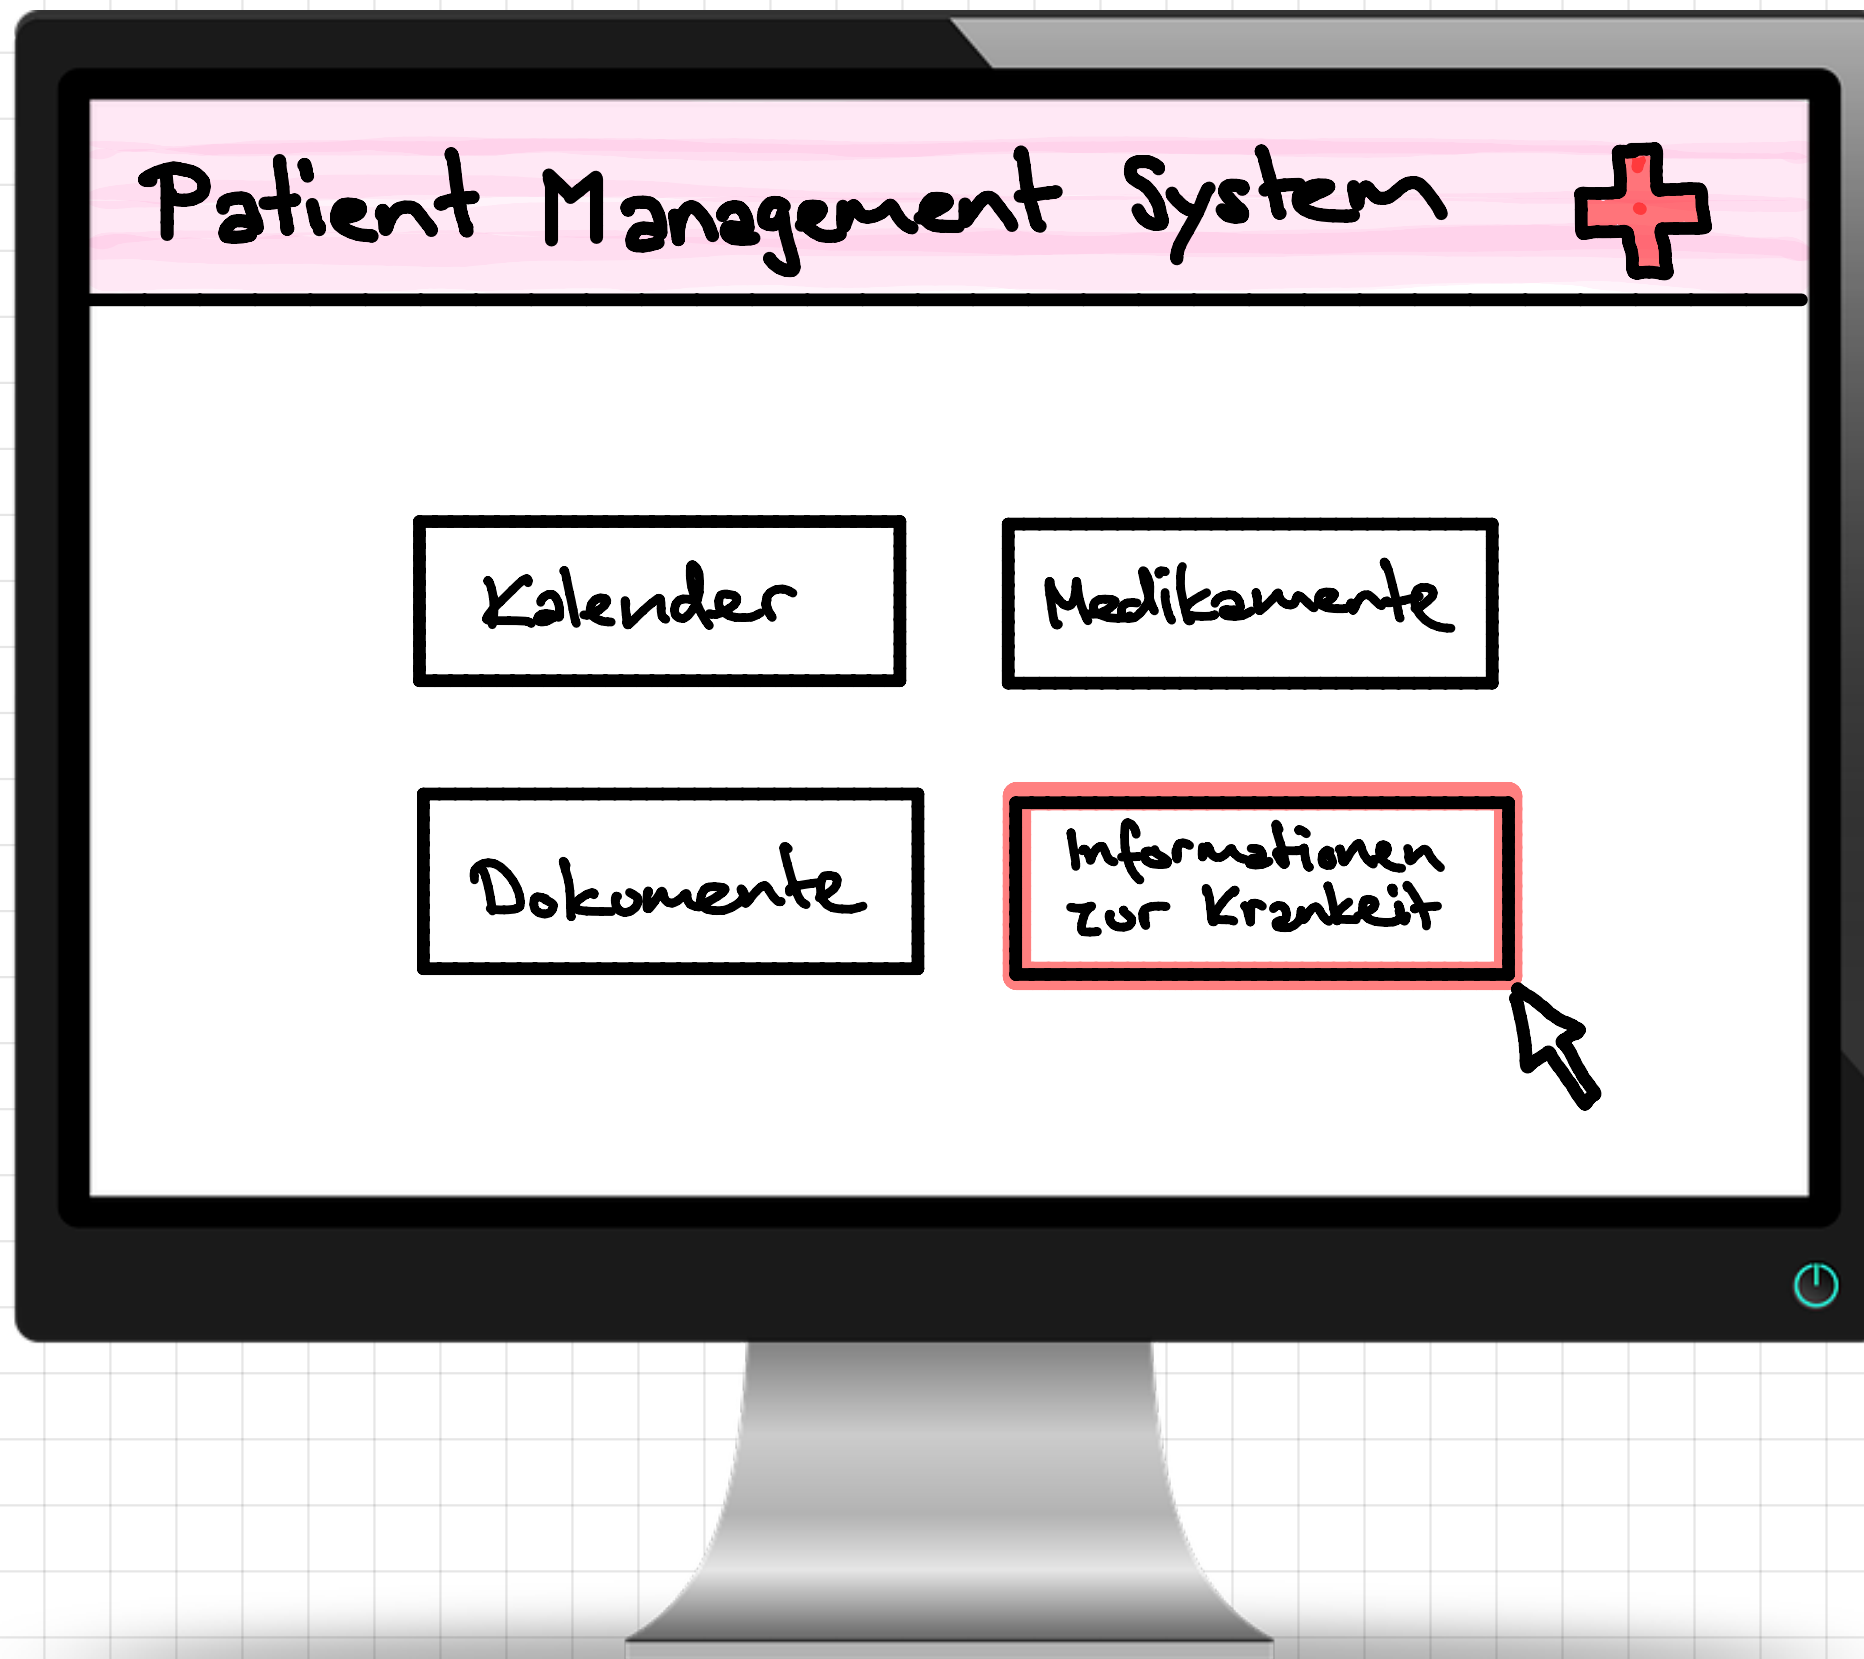 Patient Management System
Kalender
Medikamente
Dokumente
Informationen
zur Krankeit